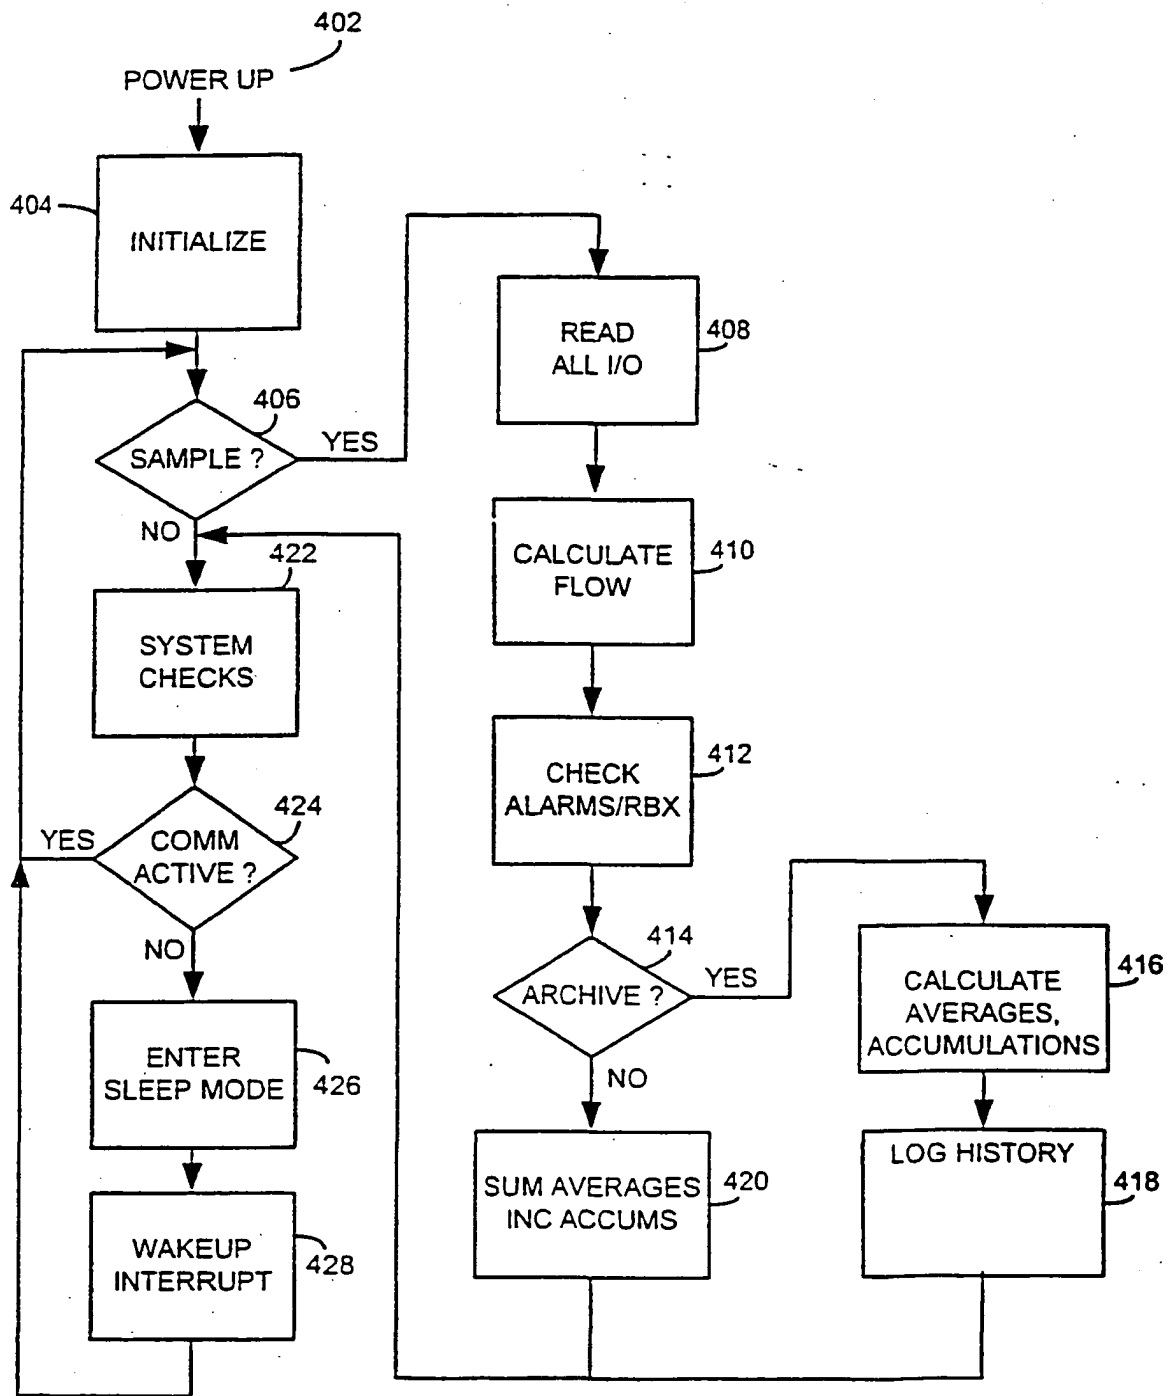 402
POWER UP
404
INITIALIZE
406
SAMPLE ?
YES
NO
READ
ALL I/O
408
CALCULATE
FLOW
410
CHECK
ALARMS/RBX
412
414
ARCHIVE ?
YES
NO
CALCULATE
AVERAGES,
ACCUMULATIONS
416
LOG HISTORY
418
SUM AVERAGES
INC ACCUMS
420
422
SYSTEM
CHECKS
424
COMM
ACTIVE ?
YES
NO
ENTER
SLEEP MODE
426
WAKEUP
INTERRUPT
428